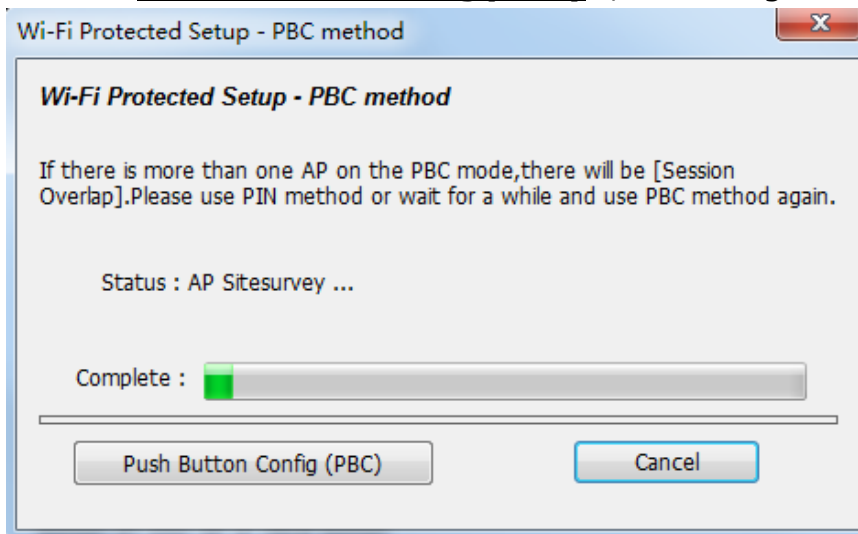 Wi-Fi Protected Setup - PBC method
Wi-Fi Protected Setup - PBC method
If there is more than one AP on the PBC mode,there will be [Session
Overlap].Please use PIN method or wait for a while and use PBC method again.
Status : AP Sitesurvey ...
Complete :
Push Button Config (PBC)
Cancel